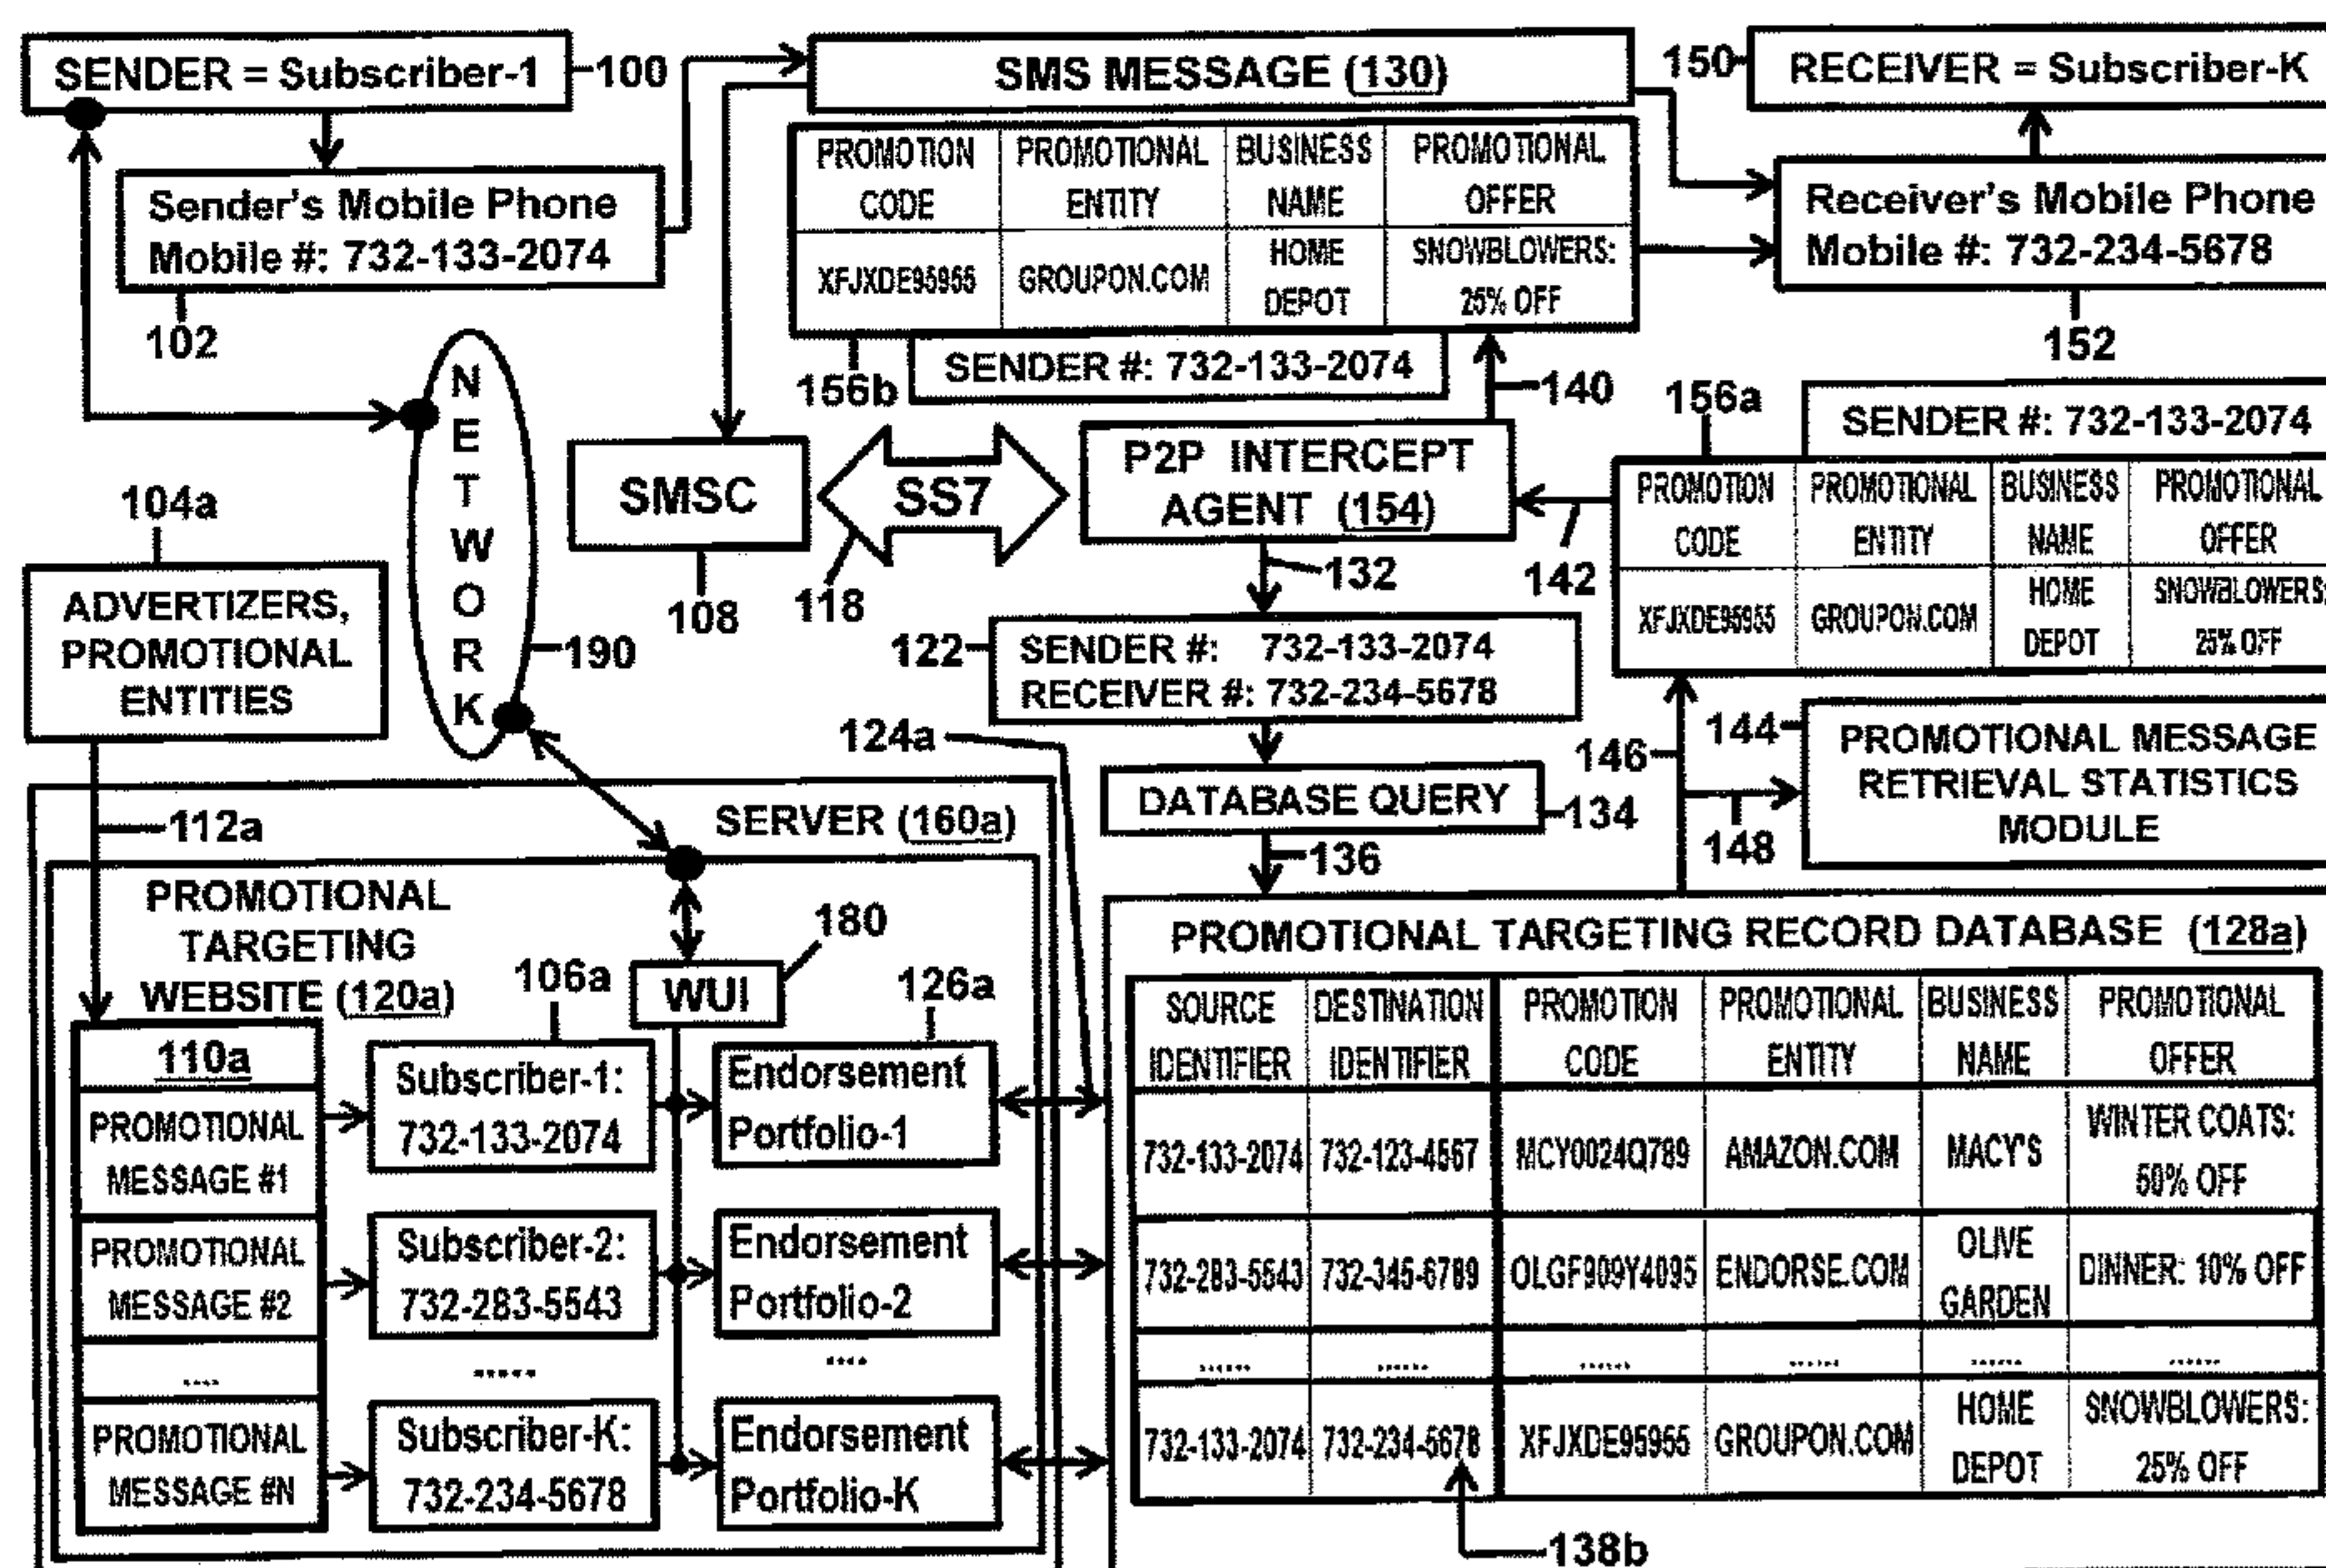 SENDER = Subscriber-1
100
Sender's Mobile Phone
Mobile #: 732-133-2074
102
SMS MESSAGE (130)
150
RECEIVER = Subscriber-K
Receiver's Mobile Phone
Mobile #: 732-234-5678
152
PROMOTION CODE
PROMOTIONAL ENTITY
BUSINESS NAME
PROMOTIONAL OFFER
XFJXDE95955
GROUPON.COM
HOME DEPOT
SNOWBLOWERS: 25% OFF
156b
SENDER #: 732-133-2074
140
NETWORK
190
SMSC
108
SS7
118
P2P INTERCEPT
AGENT (154)
132
142
156a
SENDER #: 732-133-2074
PROMOTION CODE
PROMOTIONAL ENTITY
BUSINESS NAME
PROMOTIONAL OFFER
XFJXDE95955
GROUPON.COM
HOME DEPOT
SNOWBLOWERS: 25% OFF
104a
ADVERTIZERS,
PROMOTIONAL
ENTITIES
112a
122
SENDER #: 732-133-2074
RECEIVER #: 732-234-5678
124a
DATABASE QUERY
134
136
146
144
148
PROMOTIONAL MESSAGE
RETRIEVAL STATISTICS
MODULE
SERVER (160a)
PROMOTIONAL
TARGETING
WEBSITE (120a)
106a
180
WUI
126a
110a
PROMOTIONAL
MESSAGE #1
PROMOTIONAL
MESSAGE #2
....
PROMOTIONAL
MESSAGE #N
Subscriber-1:
732-133-2074
Subscriber-2:
732-283-5543
.....
Subscriber-K:
732-234-5678
Endorsement
Portfolio-1
Endorsement
Portfolio-2
....
Endorsement
Portfolio-K
PROMOTIONAL TARGETING RECORD DATABASE (128a)
SOURCE IDENTIFIER
DESTINATION IDENTIFIER
PROMOTION CODE
PROMOTIONAL ENTITY
BUSINESS NAME
PROMOTIONAL OFFER
732-133-2074 732-123-4567 MCY0024Q789 AMAZON.COM MACY'S WINTER COATS: 50% OFF
732-283-5543 732-345-6789 OLGF909Y4095 ENDORSE.COM OLIVE GARDEN DINNER: 10% OFF
...... ...... ...... ...... ...... ......
732-133-2074 732-234-5678 XFJXDE95955 GROUPON.COM HOME DEPOT SNOWBLOWERS: 25% OFF
138b